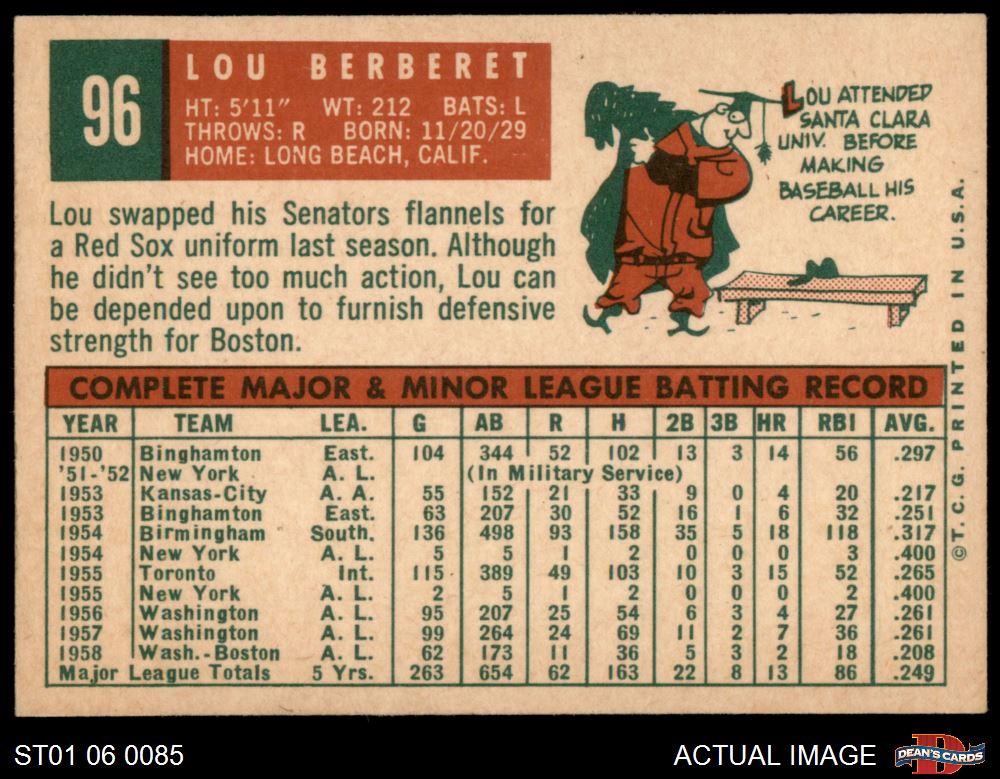 96
LOU BERBERET
HT: 5'11" WT: 212 BATS: L
THROWS: R BORN: 11/20/29
HOME: LONG BEACH, CALIF.
Lou swapped his Senators flannels for
a Red Sox uniform last season. Although
he didn't see too much action, Lou can
be depended upon to furnish defensive
strength for Boston.
LOU ATTENDED
SANTA CLARA
UNIV. BEFORE
MAKING
BASEBALL HIS
CAREER.
COMPLETE MAJOR & MINOR LEAGUE BATTING RECORD
YEAR TEAM LEA. G AB R H 2B 3B HR RBI AVG.
1950 Binghamton East. 104 344 52 102 13 3 14 56 .297
'51-'52 New York A. L. (In Military Service)
1953 Kansas-City A. A. 55 152 21 33 9 0 4 20 .217
1953 Binghamton East. 63 207 30 52 16 1 6 32 .251
1954 Birmingham South. 136 498 93 158 35 5 18 118 .317
1954 New York A. L. 5 5 1 2 0 0 0 3 .400
1955 Toronto Int. 115 389 49 103 10 3 15 52 .265
1955 New York A. L. 2 5 1 2 0 0 0 2 .400
1956 Washington A. L. 95 207 25 54 6 3 4 27 .261
1957 Washington A. L. 99 264 24 69 11 2 7 36 .261
1958 Wash.-Boston A. L. 62 173 11 36 5 3 2 18 .208
Major League Totals 5 Yrs. 263 654 62 163 22 8 13 86 .249
© T. C. G. PRINTED IN U.S.A.
ST01 06 0085
ACTUAL IMAGE
D
DEAN'S CARDS